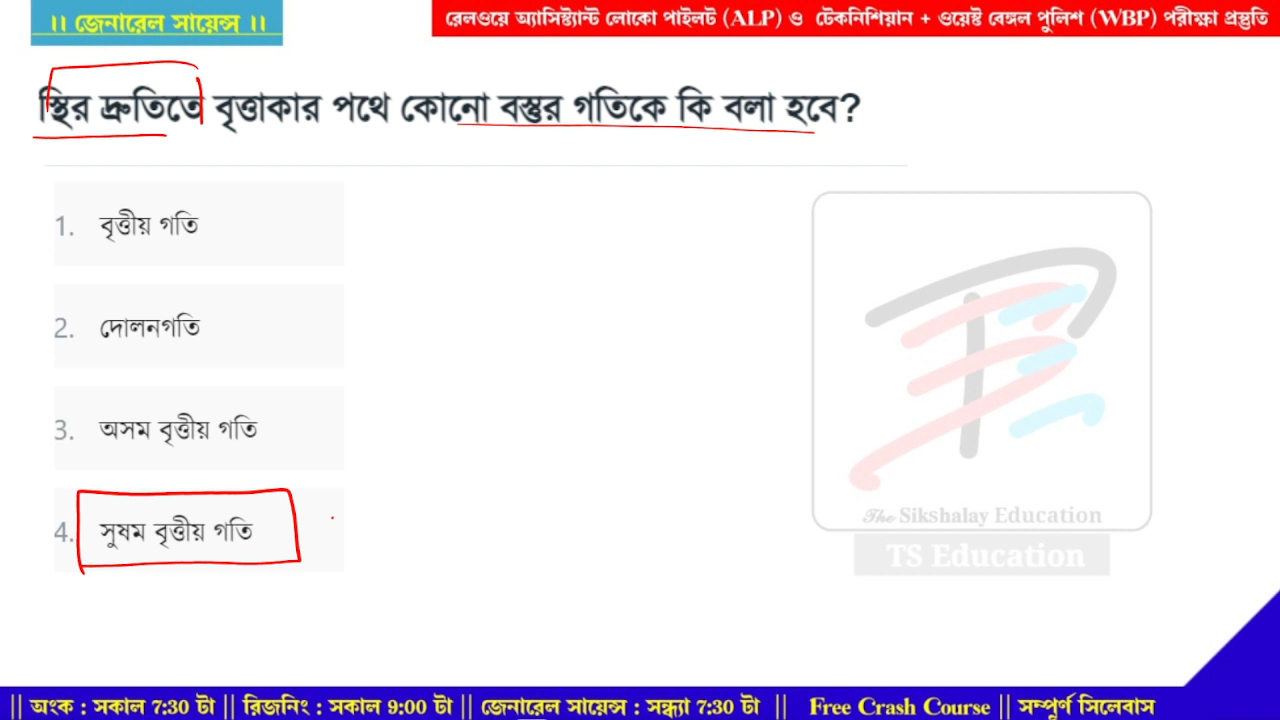 ।। জেনারেল সায়েন্স ।।
রেলওয়ে অ্যাসিস্ট্যান্ট লোকো পাইলট (ALP) ও টেকনিশিয়ান + ওয়েস্ট বেঙ্গল পুলিশ (WBP) পরীক্ষা প্রস্তুতি
স্থির দ্রুতিতে বৃত্তাকার পথে কোনো বস্তুর গতিকে কি বলা হবে?
1. বৃত্তীয় গতি
2. দোলনগতি
3. অসম বৃত্তীয় গতি
4. সুষম বৃত্তীয় গতি
The Sikshalay Education
TS Education
|| অংক : সকাল 7:30 টা || রিজনিং : সকাল 9:00 টা || জেনারেল সায়েন্স : সন্ধ্যা 7:30 টা || Free Crash Course || সম্পূর্ণ সিলেবাস